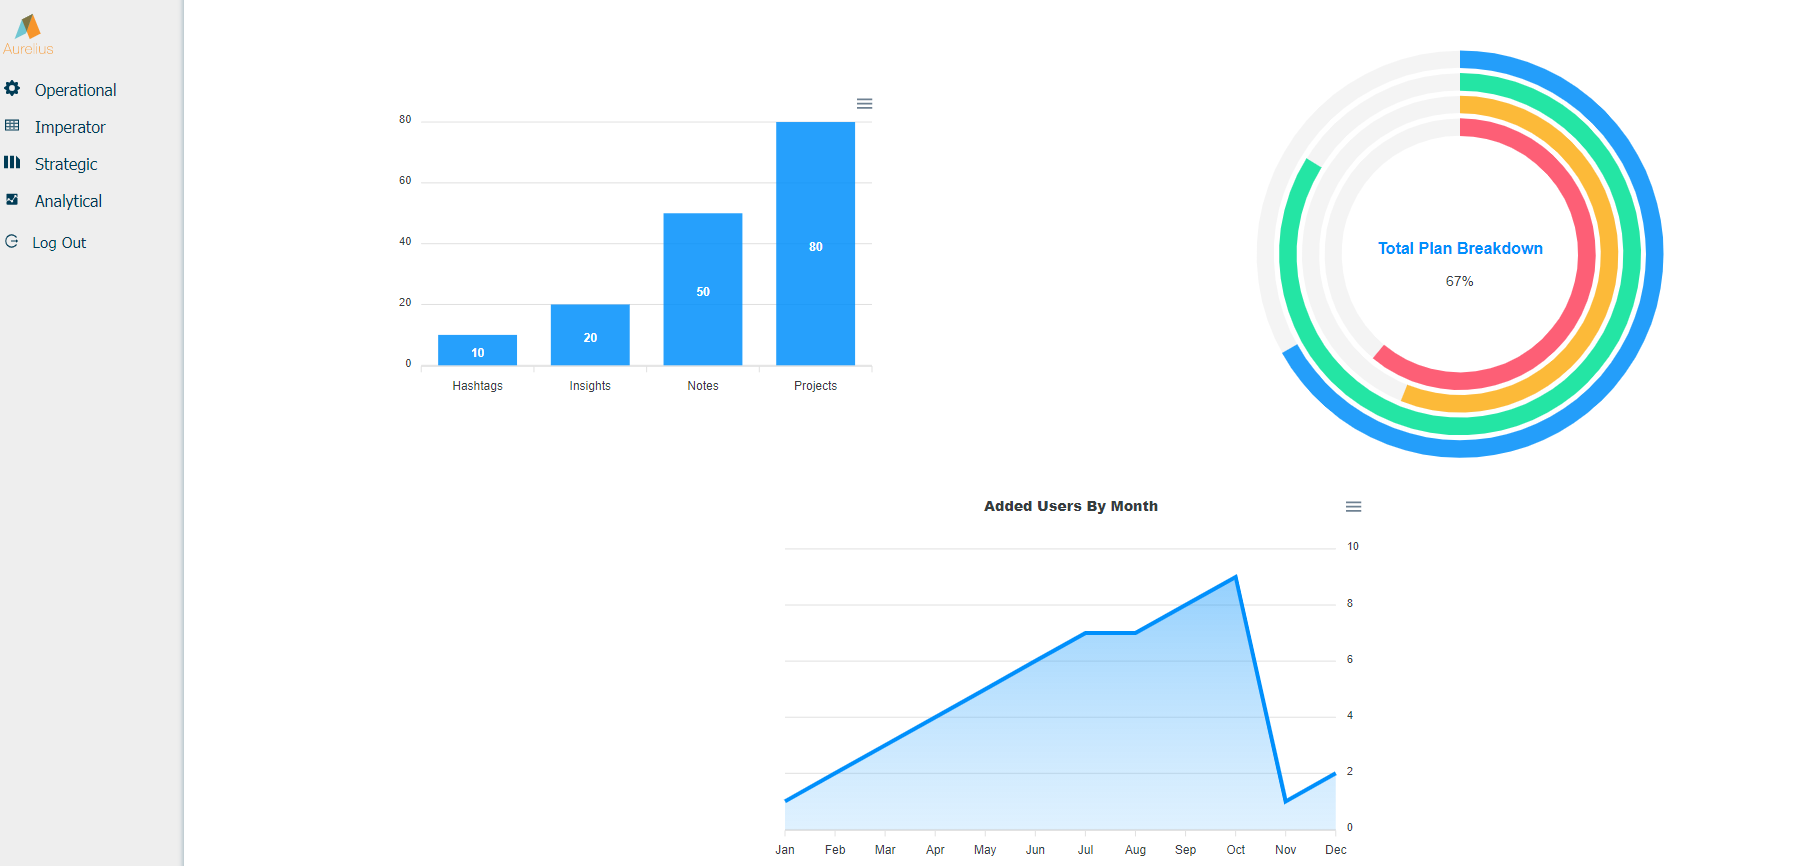 Aurelius
Operational
Imperator
Strategic
Analytical
Log Out
80
60
40
20
0
10
20
50
80
Hashtags
Insights
Notes
Projects
Total Plan Breakdown
67%
Added Users By Month
10
8
6
4
2
0
Jan
Feb
Mar
Apr
May
Jun
Jul
Aug
Sep
Oct
Nov
Dec